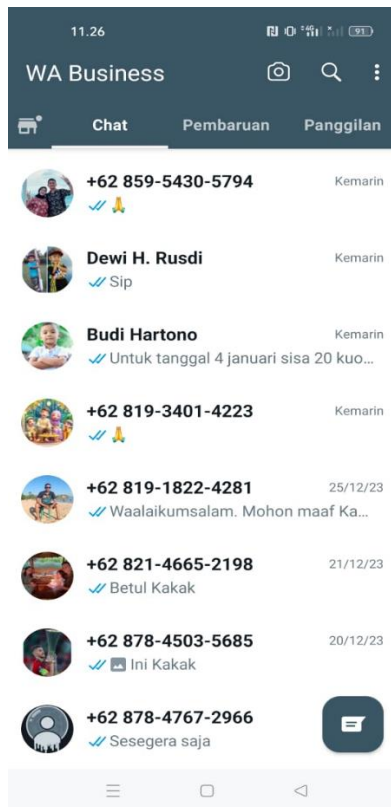 11.26
4G
91
WA Business
Chat Pembaruan Panggilan
+62 859-5430-5794 Kemarin
🙏
Dewi H. Rusdi Kemarin
Sip
Budi Hartono Kemarin
Untuk tanggal 4 januari sisa 20 kuo...
+62 819-3401-4223 Kemarin
🙏
+62 819-1822-4281 25/12/23
Waalaikumsalam. Mohon maaf Ka...
+62 821-4665-2198 21/12/23
Betul Kakak
+62 878-4503-5685 20/12/23
Ini Kakak
+62 878-4767-2966
Sesegera saja